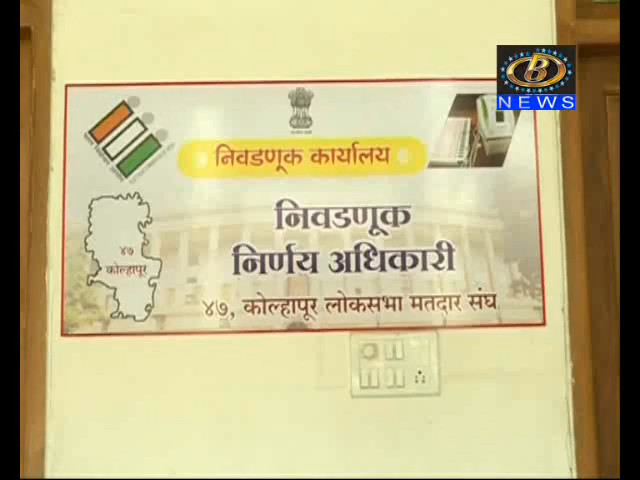 B
NEWS
निवडणूक कार्यालय
निवडणूक
निर्णय अधिकारी
४७, कोल्हापूर लोकसभा मतदार संघ
४७
कोल्हापूर